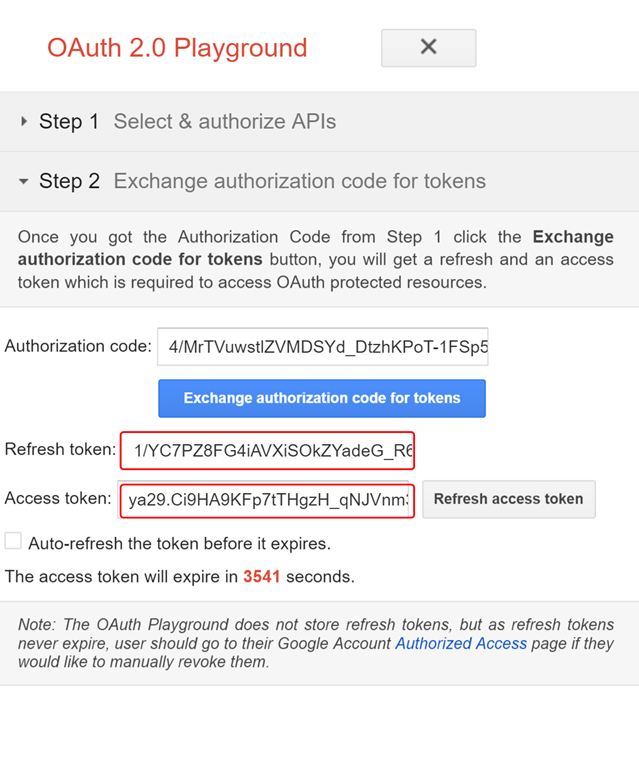 OAuth 2.0 Playground
Step 1 Select & authorize APIs
Step 2 Exchange authorization code for tokens
Once you got the Authorization Code from Step 1 click the Exchange
authorization code for tokens button, you will get a refresh and an access
token which is required to access OAuth protected resources.
Authorization code: 4/MrTVuwstlZVMDSYd_DtzhKPoT-1FSp5
Exchange authorization code for tokens
Refresh token: 1/YC7PZ8FG4iAVXiSOkZYadeG_R6
Access token: ya29.Ci9HA9KFp7tTHgzH_qNJVnm3 Refresh access token
Auto-refresh the token before it expires.
The access token will expire in 3541 seconds.
Note: The OAuth Playground does not store refresh tokens, but as refresh tokens
never expire, user should go to their Google Account Authorized Access page if they
would like to manually revoke them.